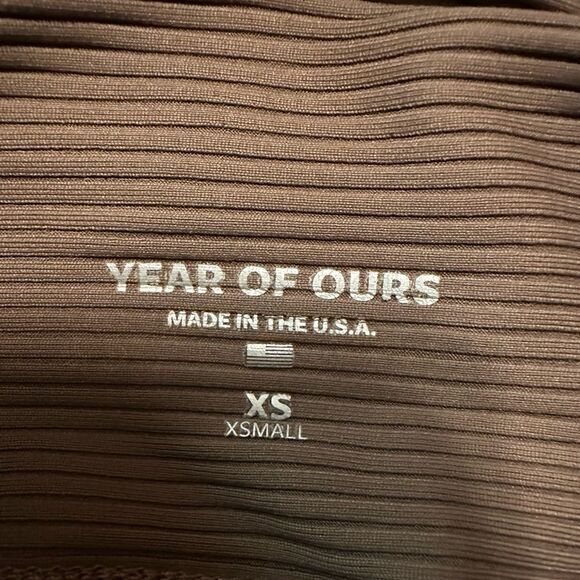 YEAR OF OURS
MADE IN THE U.S.A.
XS
XSMALL